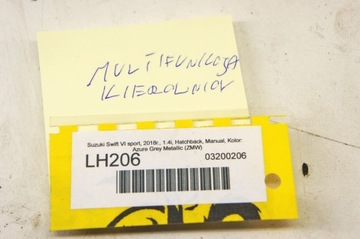 MULTIFUNKCJA
KIEROWNICY
Suzuki Swift VI sport, 2018r., 1.4i, Hatchback, Manual, Kolor:
Azure Grey Metallic (ZMW)
LH206
03200206